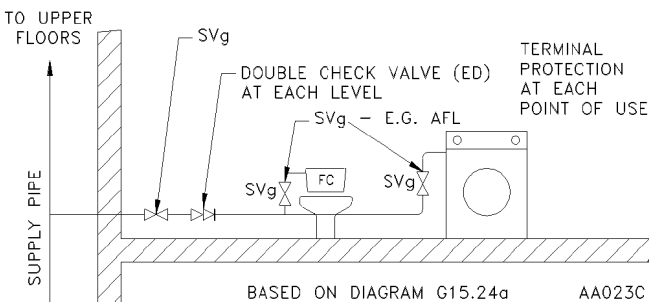 TO UPPER
FLOORS
SVg
DOUBLE CHECK VALVE (ED)
AT EACH LEVEL
TERMINAL
PROTECTION
AT EACH
POINT OF USE
SVg – E.G. AFL
SVg
FC
SVg
SUPPLY PIPE
BASED ON DIAGRAM G15.24a
AA023C